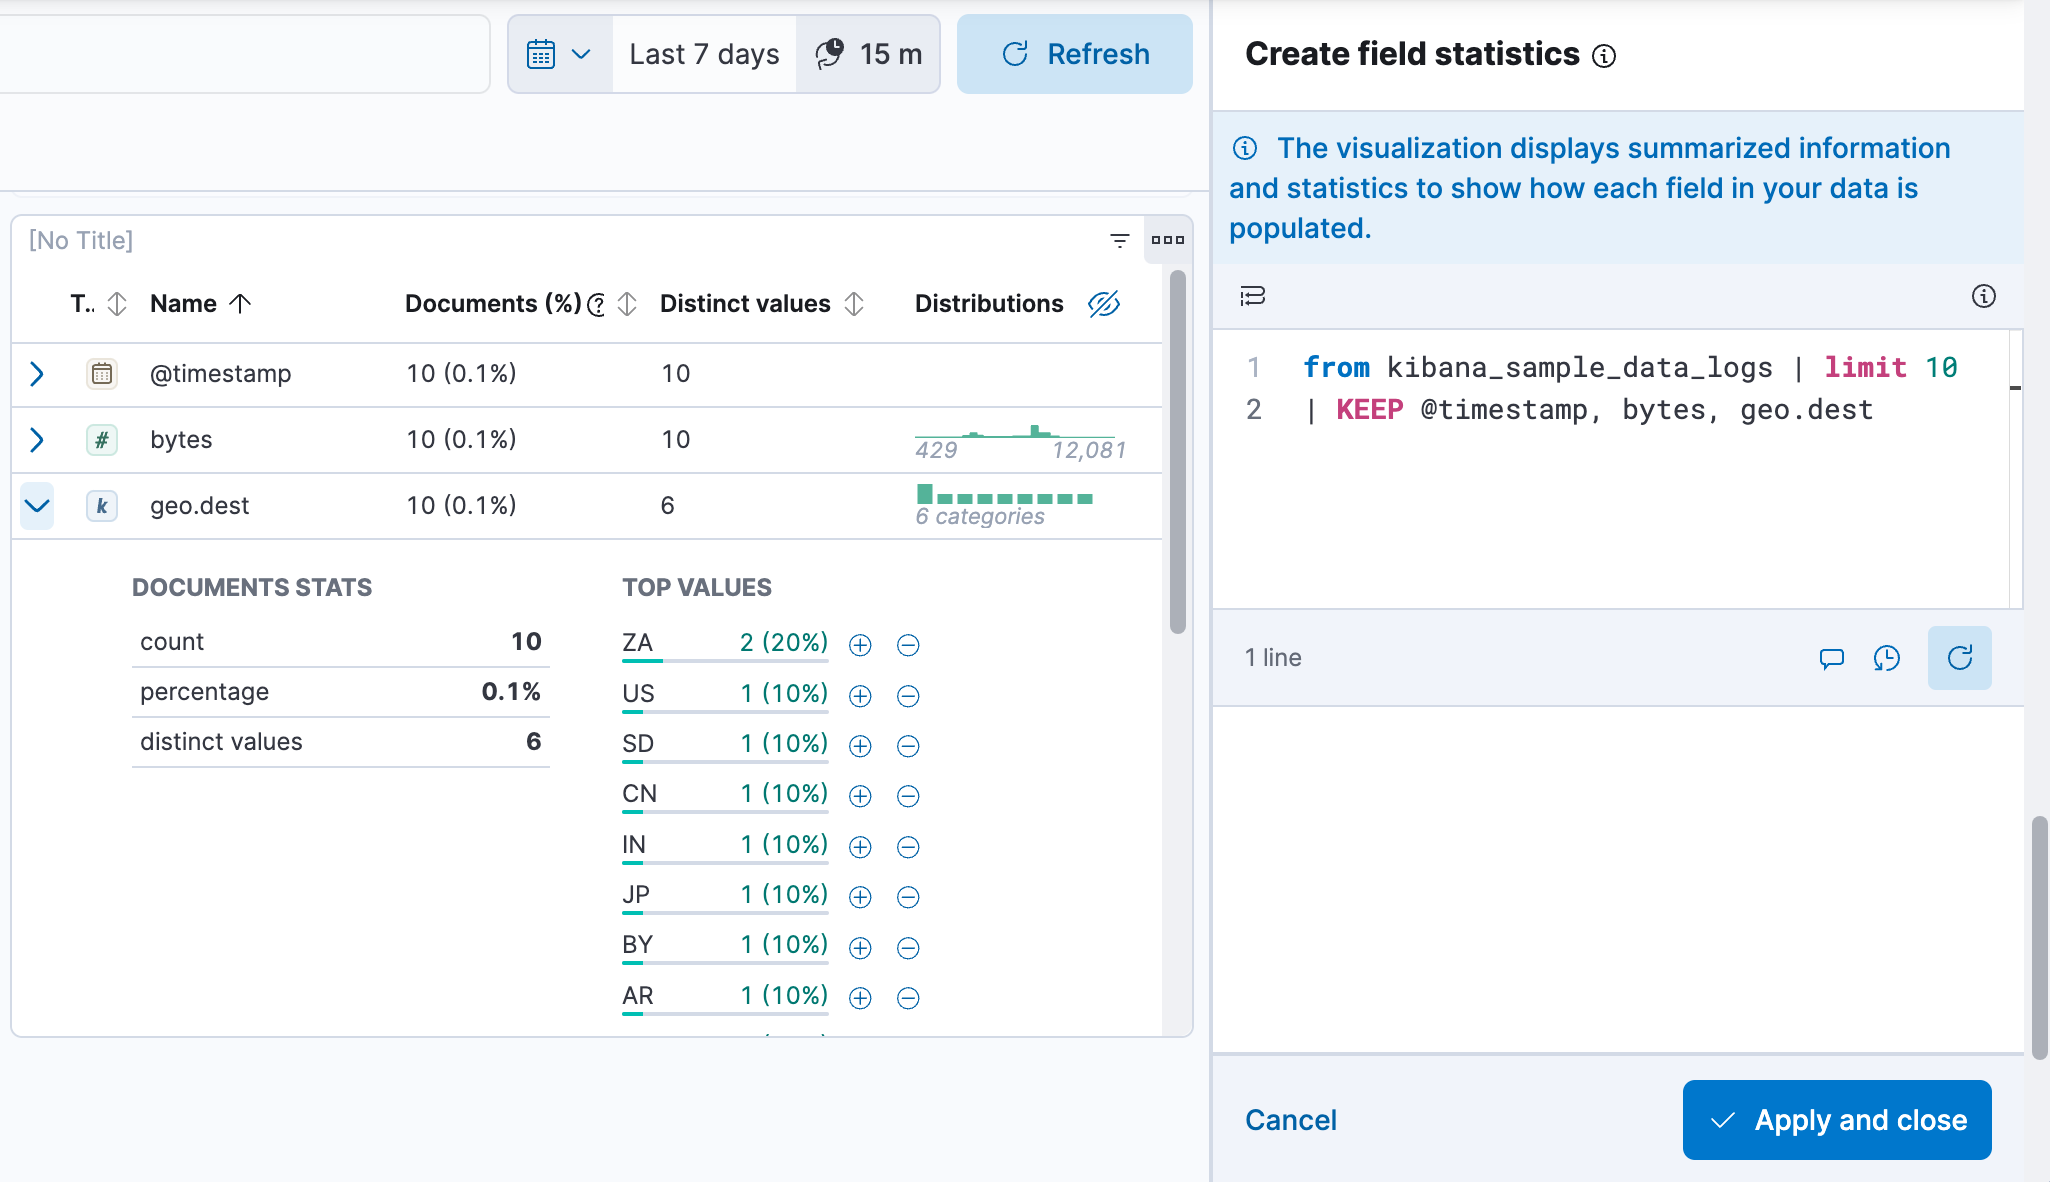 Last 7 days
15 m
Refresh
[No Title]
T.. Name Documents (%) Distinct values Distributions
@timestamp 10 (0.1%) 10
# bytes 10 (0.1%) 10
429 12,081
k geo.dest 10 (0.1%) 6
6 categories
DOCUMENTS STATS
count 10
percentage 0.1%
distinct values 6
TOP VALUES
ZA 2 (20%)
US 1 (10%)
SD 1 (10%)
CN 1 (10%)
IN 1 (10%)
JP 1 (10%)
BY 1 (10%)
AR 1 (10%)
Create field statistics
The visualization displays summarized information
and statistics to show how each field in your data is
populated.
1 from kibana_sample_data_logs | limit 10
2 | KEEP @timestamp, bytes, geo.dest
1 line
Cancel
Apply and close